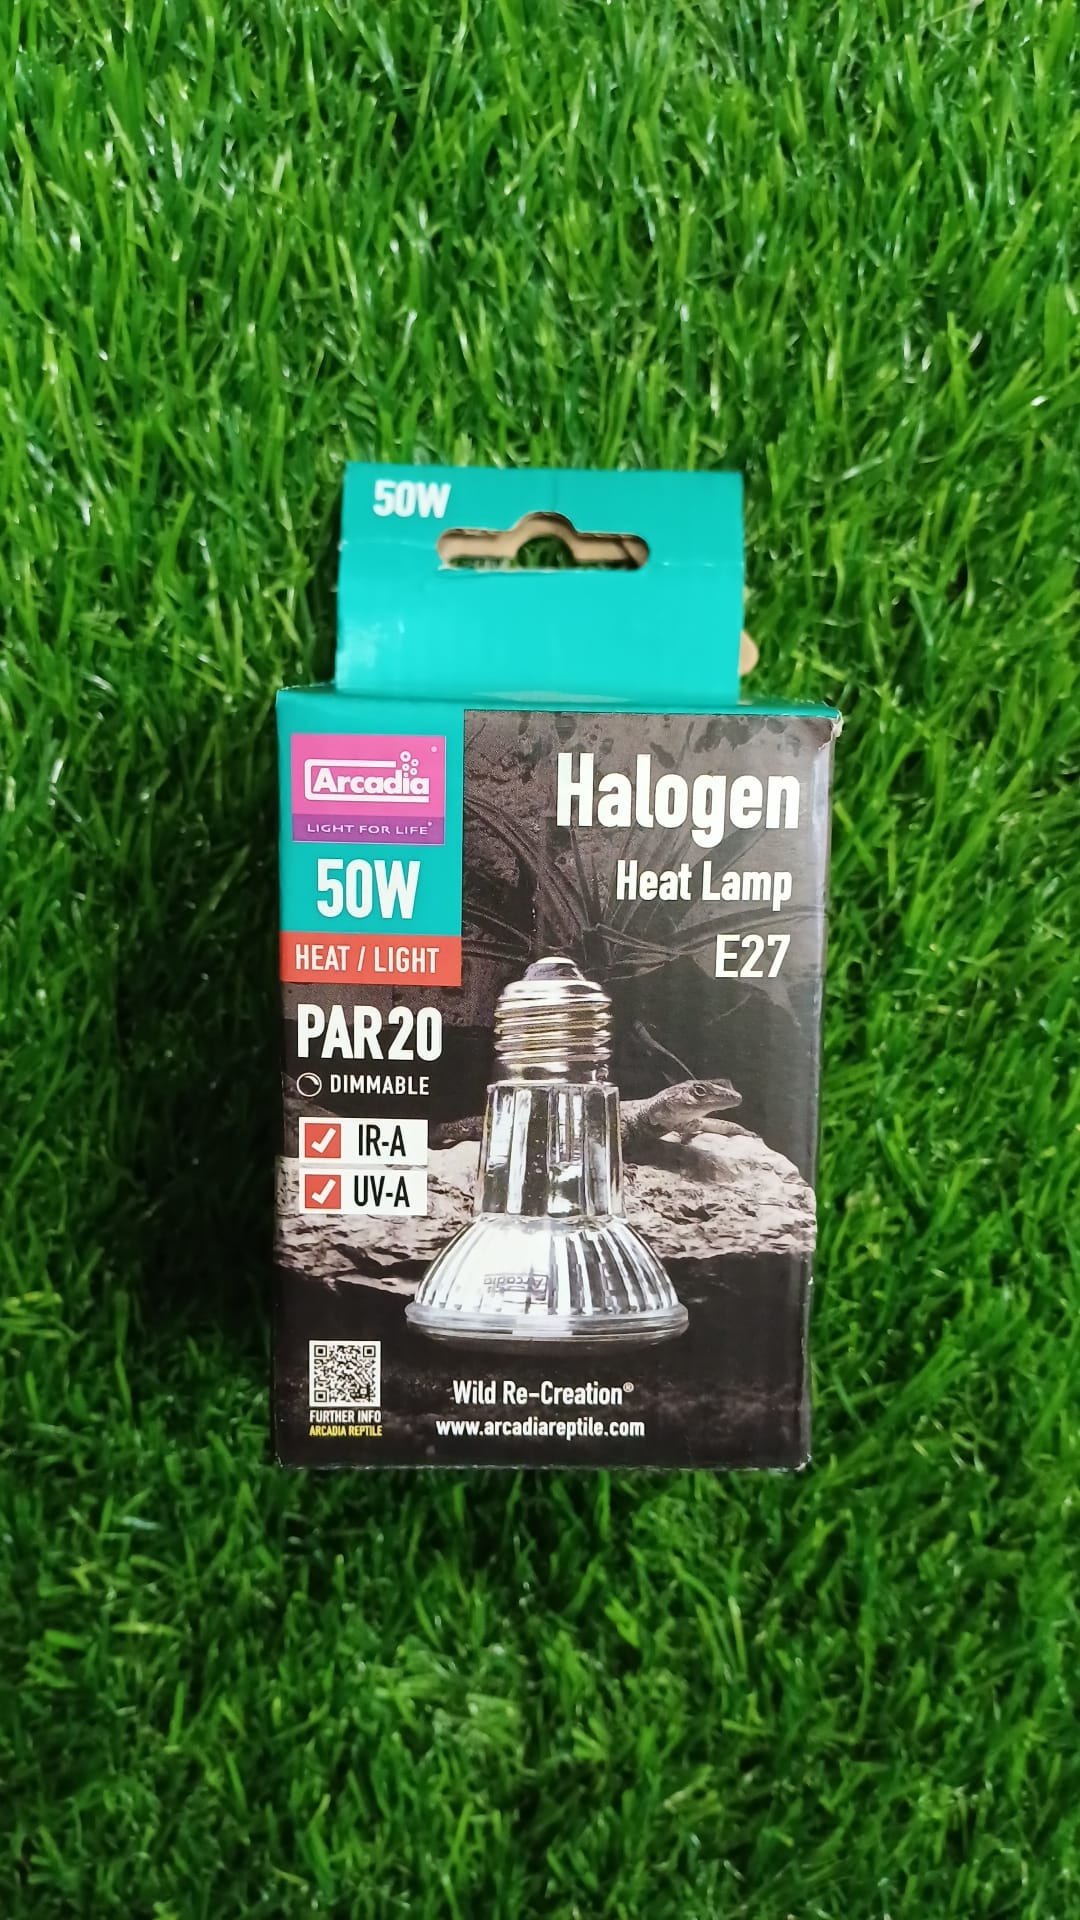 50W
Arcadia®
LIGHT FOR LIFE®
50W
HEAT / LIGHT
PAR20
DIMMABLE
IR-A
UV-A
Halogen
Heat Lamp
E27
Arcadia
FURTHER INFO
ARCADIA REPTILE
Wild Re-Creation®
www.arcadiareptile.com